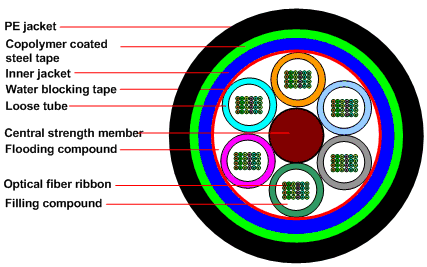 PE jacket
Copolymer coated
steel tape
Inner jacket
Water blocking tape
Loose tube
Central strength member
Flooding compound
Optical fiber ribbon
Filling compound